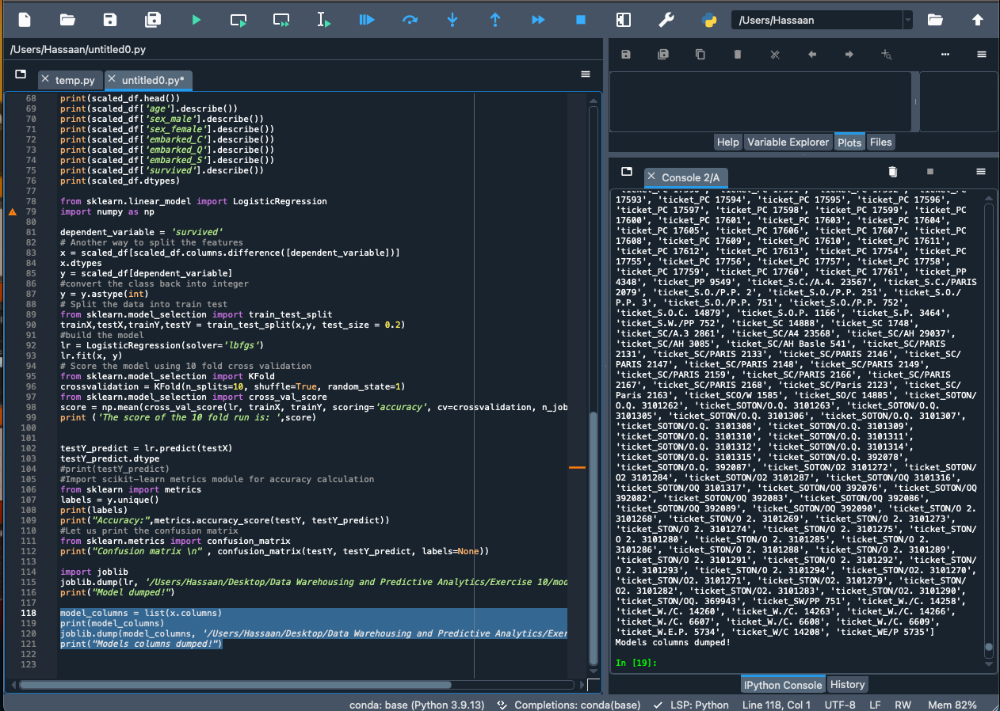 /Users/Hassaan
/Users/Hassaan/untitled0.py
temp.py
untitled0.py*
68 print(scaled_df.head())
69 print(scaled_df['age'].describe())
70 print(scaled_df['sex_male'].describe())
71 print(scaled_df['sex_female'].describe())
72 print(scaled_df['embarked_C'].describe())
73 print(scaled_df['embarked_Q'].describe())
74 print(scaled_df['embarked_S'].describe())
75 print(scaled_df['survived'].describe())
76 print(scaled_df.dtypes)
77
78 from sklearn.linear_model import LogisticRegression
79 import numpy as np
80
81 dependent_variable = 'survived'
82 # Another way to split the features
83 x = scaled_df[scaled_df.columns.difference([dependent_variable])]
84 x.dtypes
85 y = scaled_df[dependent_variable]
86 #convert the class back into integer
87 y = y.astype(int)
88 # Split the data into train test
89 from sklearn.model_selection import train_test_split
90 trainX,testX,trainY,testY = train_test_split(x,y, test_size = 0.2)
91 #build the model
92 lr = LogisticRegression(solver='lbfgs')
93 lr.fit(x, y)
94 # Score the model using 10 fold cross validation
95 from sklearn.model_selection import KFold
96 crossvalidation = KFold(n_splits=10, shuffle=True, random_state=1)
97 from sklearn.model_selection import cross_val_score
98 score = np.mean(cross_val_score(lr, trainX, trainY, scoring='accuracy', cv=crossvalidation, n_job
99 print ('The score of the 10 fold run is: ',score)
100
101
102 testY_predict = lr.predict(testX)
103 testY_predict.dtype
104 #print(testY_predict)
105 #Import scikit-learn metrics module for accuracy calculation
106 from sklearn import metrics
107 labels = y.unique()
108 print(labels)
109 print("Accuracy:",metrics.accuracy_score(testY, testY_predict))
110 #Let us print the confusion matrix
111 from sklearn.metrics import confusion_matrix
112 print("Confusion matrix \n" , confusion_matrix(testY, testY_predict, labels=None))
113
114 import joblib
115 joblib.dump(lr, '/Users/Hassaan/Desktop/Data Warehousing and Predictive Analytics/Exercise 10/mod
116 print("Model dumped!")
117
118 model_columns = list(x.columns)
119 print(model_columns)
120 joblib.dump(model_columns, '/Users/Hassaan/Desktop/Data Warehousing and Predictive Analytics/Exer
121 print("Models columns dumped!")
122
123
Help Variable Explorer Plots Files
Console 2/A
17593', 'ticket_PC 17594', 'ticket_PC 17595', 'ticket_PC 17596',
'ticket_PC 17597', 'ticket_PC 17598', 'ticket_PC 17599', 'ticket_PC
17600', 'ticket_PC 17601', 'ticket_PC 17603', 'ticket_PC 17604',
'ticket_PC 17605', 'ticket_PC 17606', 'ticket_PC 17607', 'ticket_PC
17608', 'ticket_PC 17609', 'ticket_PC 17610', 'ticket_PC 17611',
'ticket_PC 17612', 'ticket_PC 17613', 'ticket_PC 17754', 'ticket_PC
17755', 'ticket_PC 17756', 'ticket_PC 17757', 'ticket_PC 17758',
'ticket_PC 17759', 'ticket_PC 17760', 'ticket_PC 17761', 'ticket_PP
4348', 'ticket_PP 9549', 'ticket_S.C./A.4. 23567', 'ticket_S.C./PARIS
2079', 'ticket_S.O./P.P. 2', 'ticket_S.O./P.P. 251', 'ticket_S.O./
P.P. 3', 'ticket_S.O./P.P. 751', 'ticket_S.O./P.P. 752',
'ticket_S.O.C. 14879', 'ticket_S.O.P. 1166', 'ticket_S.P. 3464',
'ticket_S.W./PP 752', 'ticket_SC 14888', 'ticket_SC 1748',
'ticket_SC/A.3 2861', 'ticket_SC/A4 23568', 'ticket_SC/AH 29037',
'ticket_SC/AH 3085', 'ticket_SC/AH Basle 541', 'ticket_SC/PARIS
2131', 'ticket_SC/PARIS 2133', 'ticket_SC/PARIS 2146', 'ticket_SC/
PARIS 2147', 'ticket_SC/PARIS 2148', 'ticket_SC/PARIS 2149',
'ticket_SC/PARIS 2159', 'ticket_SC/PARIS 2166', 'ticket_SC/PARIS
2167', 'ticket_SC/PARIS 2168', 'ticket_SC/Paris 2123', 'ticket_SC/
Paris 2163', 'ticket_SCO/W 1585', 'ticket_SO/C 14885', 'ticket_SOTON/
O.Q. 3101262', 'ticket_SOTON/O.Q. 3101263', 'ticket_SOTON/O.Q.
3101305', 'ticket_SOTON/O.Q. 3101306', 'ticket_SOTON/O.Q. 3101307',
'ticket_SOTON/O.Q. 3101308', 'ticket_SOTON/O.Q. 3101309',
'ticket_SOTON/O.Q. 3101310', 'ticket_SOTON/O.Q. 3101311',
'ticket_SOTON/O.Q. 3101312', 'ticket_SOTON/O.Q. 3101314',
'ticket_SOTON/O.Q. 3101315', 'ticket_SOTON/O.Q. 392078',
'ticket_SOTON/O.Q. 392087', 'ticket_SOTON/O2 3101272', 'ticket_SOTON/
O2 3101284', 'ticket_SOTON/O2 3101287', 'ticket_SOTON/OQ 3101316',
'ticket_SOTON/OQ 3101317', 'ticket_SOTON/OQ 392076', 'ticket_SOTON/OQ
392082', 'ticket_SOTON/OQ 392083', 'ticket_SOTON/OQ 392086',
'ticket_SOTON/OQ 392089', 'ticket_SOTON/OQ 392090', 'ticket_STON/O 2.
3101268', 'ticket_STON/O 2. 3101269', 'ticket_STON/O 2. 3101273',
'ticket_STON/O 2. 3101274', 'ticket_STON/O 2. 3101275', 'ticket_STON/
O 2. 3101280', 'ticket_STON/O 2. 3101285', 'ticket_STON/O 2.
3101286', 'ticket_STON/O 2. 3101288', 'ticket_STON/O 2. 3101289',
'ticket_STON/O 2. 3101291', 'ticket_STON/O 2. 3101292', 'ticket_STON/
O 2. 3101293', 'ticket_STON/O 2. 3101294', 'ticket_STON/O2. 3101270',
'ticket_STON/O2. 3101271', 'ticket_STON/O2. 3101279', 'ticket_STON/
O2. 3101282', 'ticket_STON/O2. 3101283', 'ticket_STON/O2. 3101290',
'ticket_STON/OQ. 369943', 'ticket_SW/PP 751', 'ticket_W./C. 14258',
'ticket_W./C. 14260', 'ticket_W./C. 14263', 'ticket_W./C. 14266',
'ticket_W./C. 6607', 'ticket_W./C. 6608', 'ticket_W./C. 6609',
'ticket_W.E.P. 5734', 'ticket_W/C 14208', 'ticket_WE/P 5735']
Models columns dumped!
In [19]:
IPython Console History
conda: base (Python 3.9.13) Completions: conda(base) LSP: Python Line 118, Col 1 UTF-8 LF RW Mem 82%